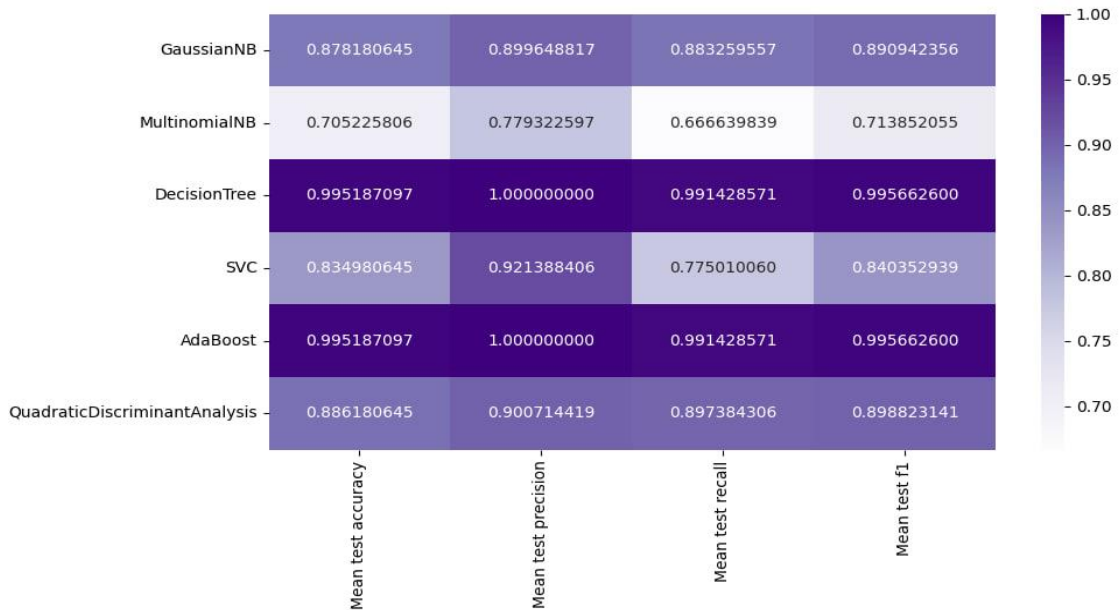 GaussianNB 0.878180645 0.899648817 0.883259557 0.890942356
MultinomialNB 0.705225806 0.779322597 0.666639839 0.713852055
DecisionTree 0.995187097 1.000000000 0.991428571 0.995662600
SVC 0.834980645 0.921388406 0.775010060 0.840352939
AdaBoost 0.995187097 1.000000000 0.991428571 0.995662600
QuadraticDiscriminantAnalysis 0.886180645 0.900714419 0.897384306 0.898823141
Mean test accuracy
Mean test precision
Mean test recall
Mean test f1
1.00
0.95
0.90
0.85
0.80
0.75
0.70